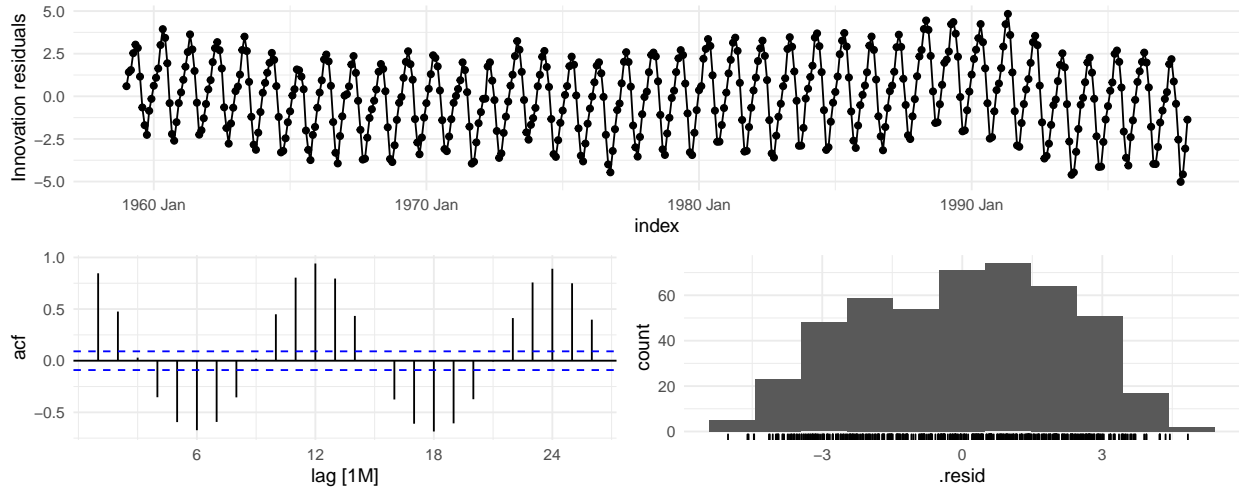 5.0
2.5
0.0
−2.5
−5.0
Innovation residuals
1960 Jan
1970 Jan
1980 Jan
1990 Jan
index
1.0
0.5
0.0
−0.5
acf
6
12
18
24
lag [1M]
60
40
20
0
count
−3
0
3
.resid